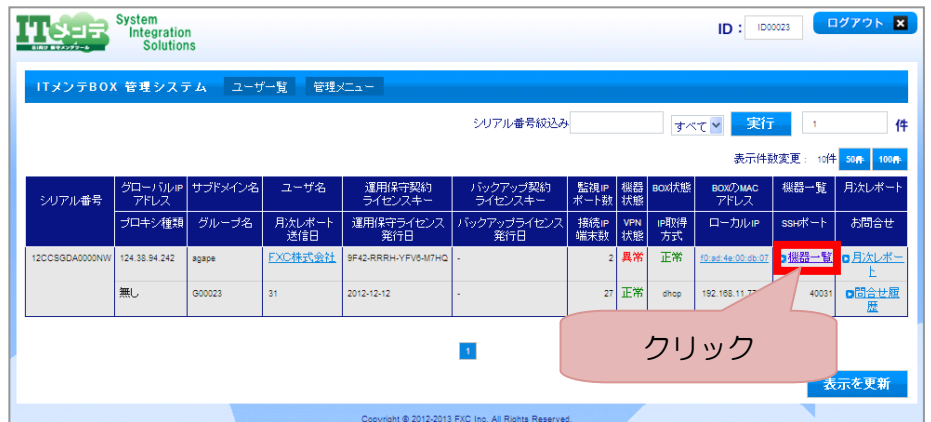 ITメンテ
System
Integration
Solutions
ID： ID00023 ログアウト
ITメンテBOX 管理システム ユーザ一覧 管理メニュー
シリアル番号絞込み すべて 実行 1 件
表示件数変更： 10件 50件 100件
シリアル番号 グローバルIPアドレス サブドメイン名 ユーザ名 運用保守契約ライセンスキー バックアップ契約ライセンスキー 監視IPポート数 機器状態 BOX状態 BOXのMACアドレス 機器一覧 月次レポート
プロキシ種類 グループ名 月次レポート送信日 運用保守ライセンス発行日 バックアップライセンス発行日 接続IP端末数 VPN状態 IP取得方式 ローカルIP SSHポート お問合せ
12CCSGDA0000NW 124.38.94.242 agape FXC株式会社 9F42-RRRH-YFV6-M7HQ - 2 異常 正常 f0:ad:4e:00:db:07 機器一覧 月次レポート
無し G00023 31 2012-12-12 - 27 正常 dhcp 192.168.11.77 40031 問合せ履歴
クリック
1
表示を更新
Copyright © 2012-2013 FXC Inc. All Rights Reserved.